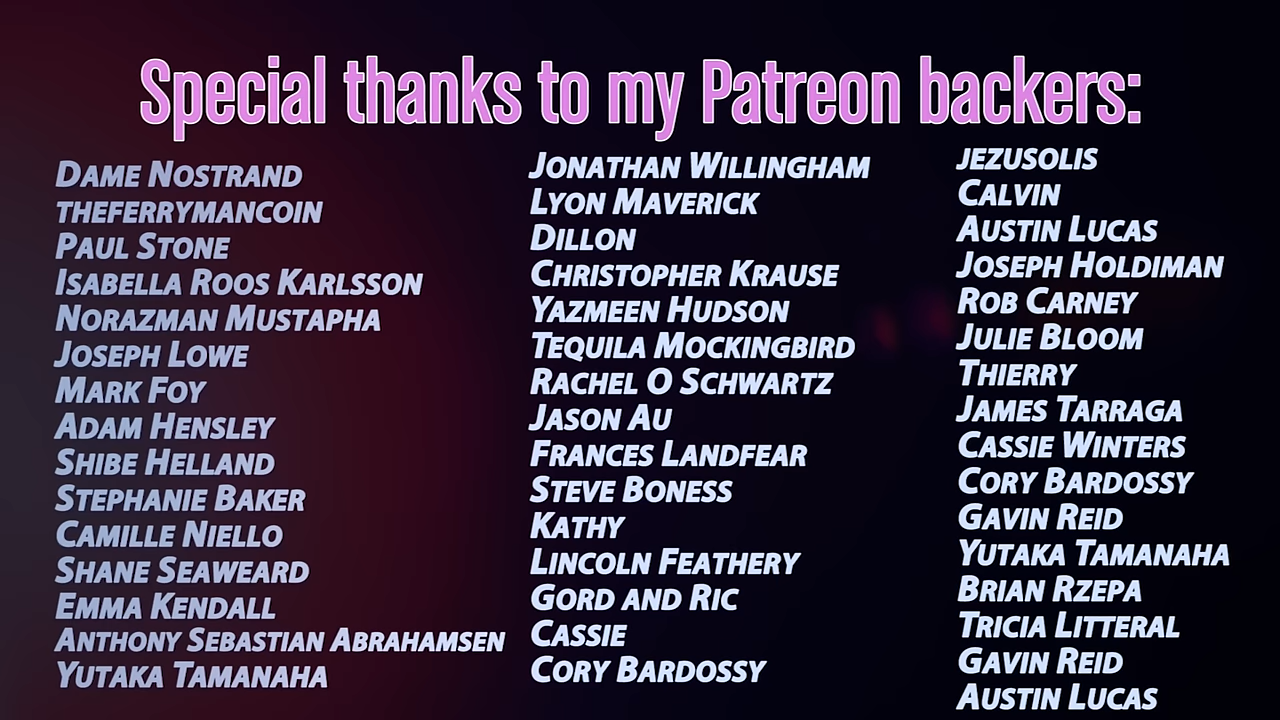 Special thanks to my Patreon backers:
Dame Nostrand
theferrymancoin
Paul Stone
Isabella Roos Karlsson
Norazman Mustapha
Joseph Lowe
Mark Foy
Adam Hensley
Shibe Helland
Stephanie Baker
Camille Niello
Shane Seaweard
Emma Kendall
Anthony Sebastian Abrahamsen
Yutaka Tamanaha
Jonathan Willingham
Lyon Maverick
Dillon
Christopher Krause
Yazmeen Hudson
Tequila Mockingbird
Rachel O Schwartz
Jason Au
Frances Landfear
Steve Boness
Kathy
Lincoln Feathery
Gord and Ric
Cassie
Cory Bardossy
jezusolis
Calvin
Austin Lucas
Joseph Holdiman
Rob Carney
Julie Bloom
Thierry
James Tarraga
Cassie Winters
Cory Bardossy
Gavin Reid
Yutaka Tamanaha
Brian Rzepa
Tricia Litteral
Gavin Reid
Austin Lucas